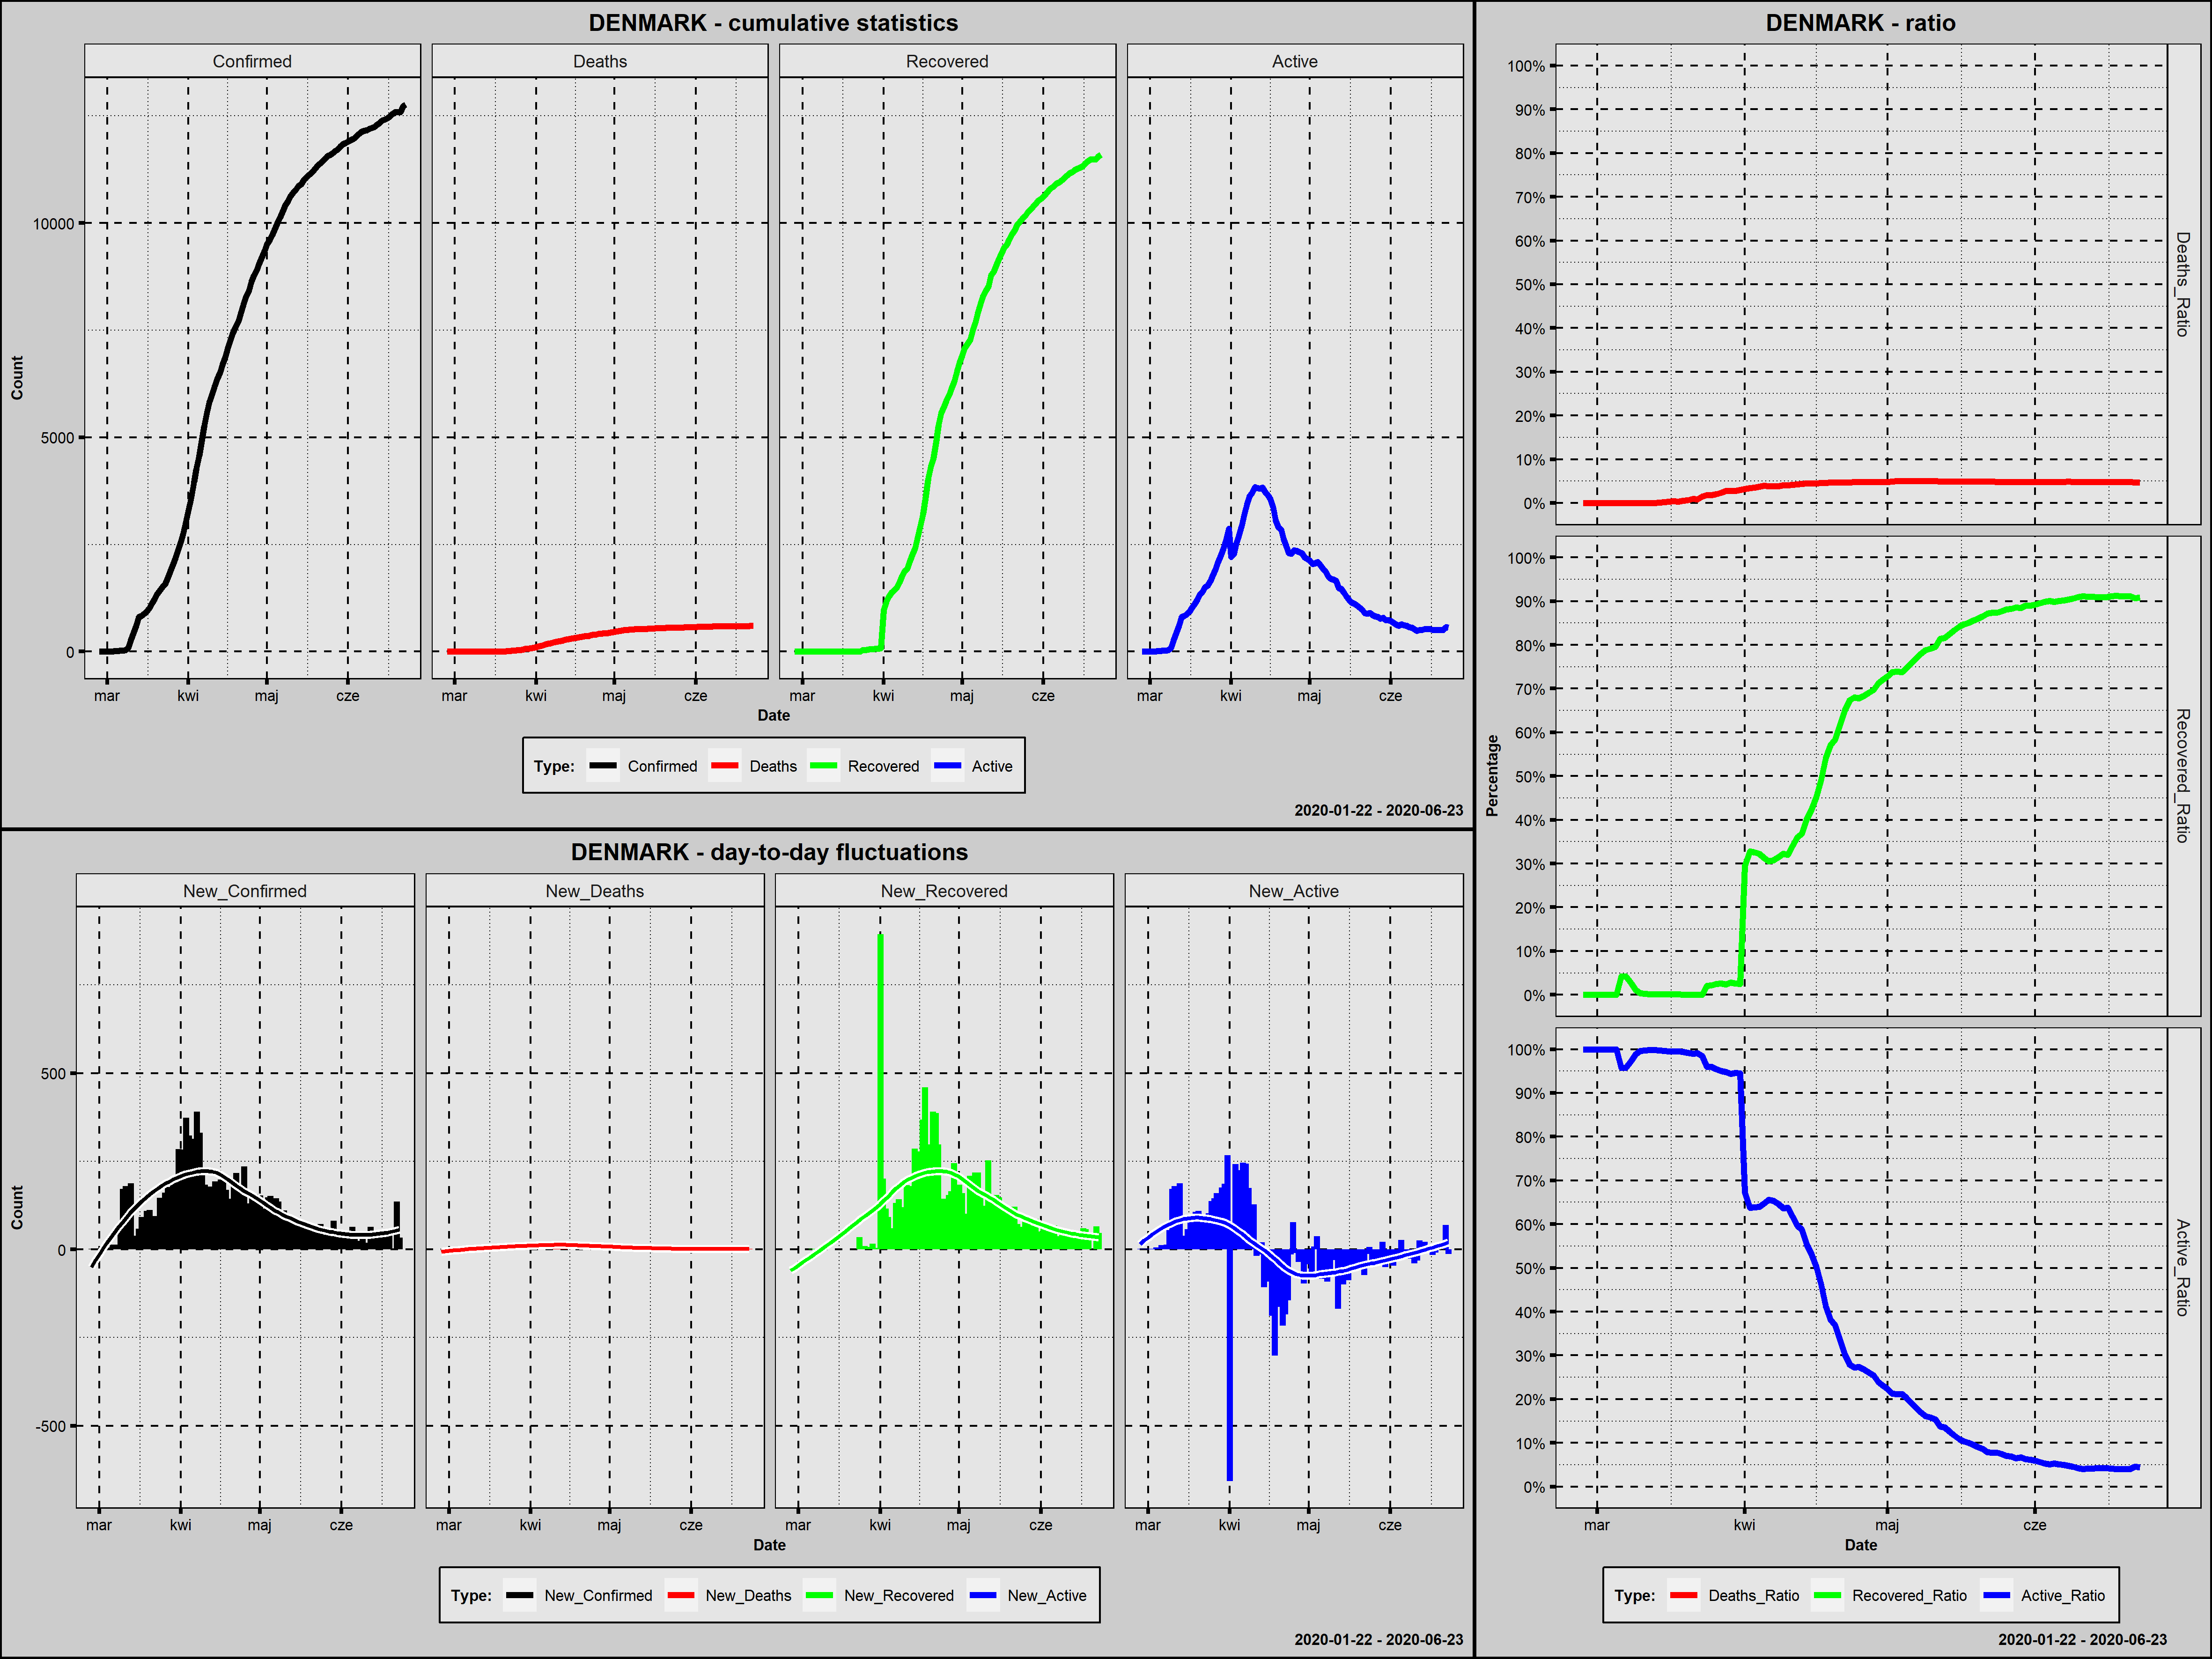 DENMARK - cumulative statistics
Confirmed Deaths Recovered Active
10000
5000
0
Count
mar kwi maj cze mar kwi maj cze mar kwi maj cze mar kwi maj cze
Date
Type: Confirmed Deaths Recovered Active
2020-01-22 - 2020-06-23
DENMARK - day-to-day fluctuations
New_Confirmed New_Deaths New_Recovered New_Active
500
0
-500
Count
mar kwi maj cze mar kwi maj cze mar kwi maj cze mar kwi maj cze
Date
Type: New_Confirmed New_Deaths New_Recovered New_Active
2020-01-22 - 2020-06-23
DENMARK - ratio
100%
90%
80%
70%
60%
50%
40%
30%
20%
10%
0%
Deaths_Ratio
100%
90%
80%
70%
60%
50%
40%
30%
20%
10%
0%
Recovered_Ratio
Percentage
100%
90%
80%
70%
60%
50%
40%
30%
20%
10%
0%
Active_Ratio
mar kwi maj cze
Date
Type: Deaths_Ratio Recovered_Ratio Active_Ratio
2020-01-22 - 2020-06-23